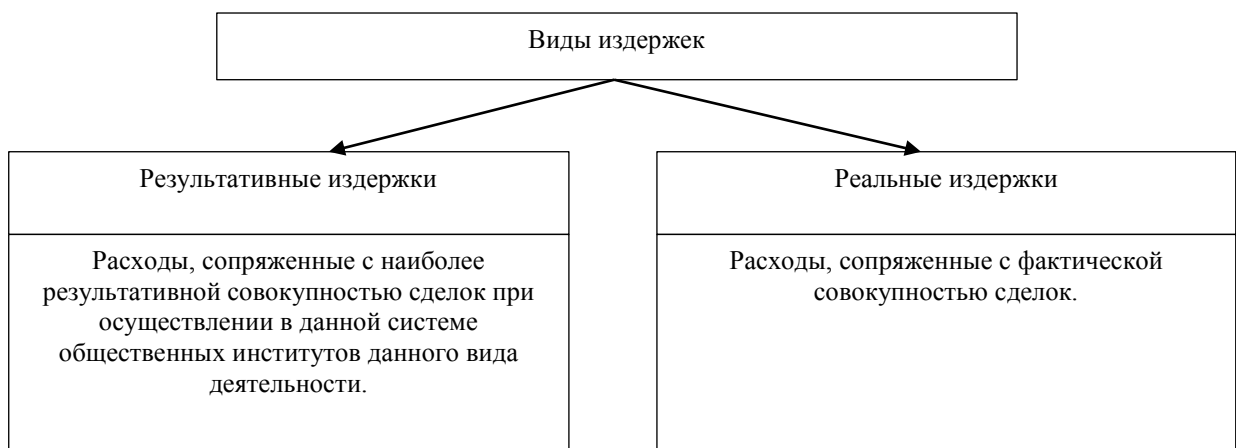 Виды издержек
Результативные издержки
Расходы, сопряженные с наиболее
результативной совокупностью сделок при
осуществлении в данной системе
общественных институтов данного вида
деятельности.
Реальные издержки
Расходы, сопряженные с фактической
совокупностью сделок.